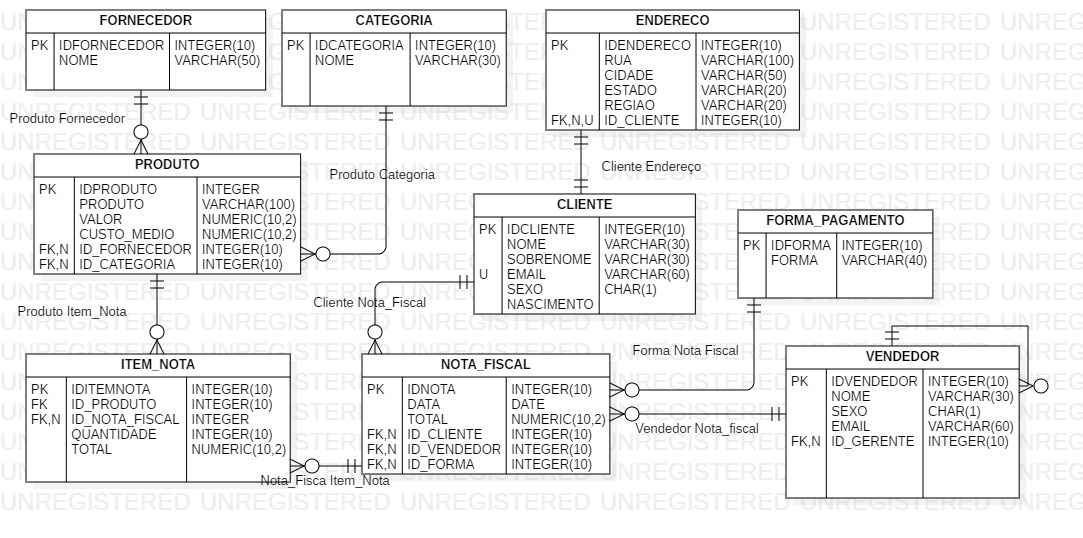 FORNECEDOR
PK IDFORNECEDOR INTEGER(10)
NOME VARCHAR(50)
CATEGORIA
PK IDCATEGORIA INTEGER(10)
NOME VARCHAR(30)
ENDERECO
PK IDENDERECO INTEGER(10)
RUA VARCHAR(100)
CIDADE VARCHAR(50)
ESTADO VARCHAR(20)
REGIAO VARCHAR(20)
FK,N,U ID_CLIENTE INTEGER(10)
Produto Fornecedor
Produto Categoria
Cliente Endereço
PRODUTO
PK IDPRODUTO INTEGER
PRODUTO VARCHAR(100)
VALOR NUMERIC(10,2)
CUSTO_MEDIO NUMERIC(10,2)
FK,N ID_FORNECEDOR INTEGER(10)
FK,N ID_CATEGORIA INTEGER(10)
CLIENTE
PK IDCLIENTE INTEGER(10)
NOME VARCHAR(30)
SOBRENOME VARCHAR(30)
U EMAIL VARCHAR(60)
SEXO CHAR(1)
NASCIMENTO
FORMA_PAGAMENTO
PK IDFORMA INTEGER(10)
FORMA VARCHAR(40)
Produto Item_Nota
Cliente Nota_Fiscal
Forma Nota Fiscal
ITEM_NOTA
PK IDITEMNOTA INTEGER(10)
FK ID_PRODUTO INTEGER(10)
FK,N ID_NOTA_FISCAL INTEGER
QUANTIDADE INTEGER(10)
TOTAL NUMERIC(10,2)
NOTA_FISCAL
PK IDNOTA INTEGER(10)
DATA DATE
TOTAL NUMERIC(10,2)
FK,N ID_CLIENTE INTEGER(10)
FK,N ID_VENDEDOR INTEGER(10)
FK,N ID_FORMA INTEGER(10)
VENDEDOR
PK IDVENDEDOR INTEGER(10)
NOME VARCHAR(30)
SEXO CHAR(1)
EMAIL VARCHAR(60)
FK,N ID_GERENTE INTEGER(10)
Vendedor Nota_fiscal
Nota_Fisca Item_Nota
UNREGISTERED